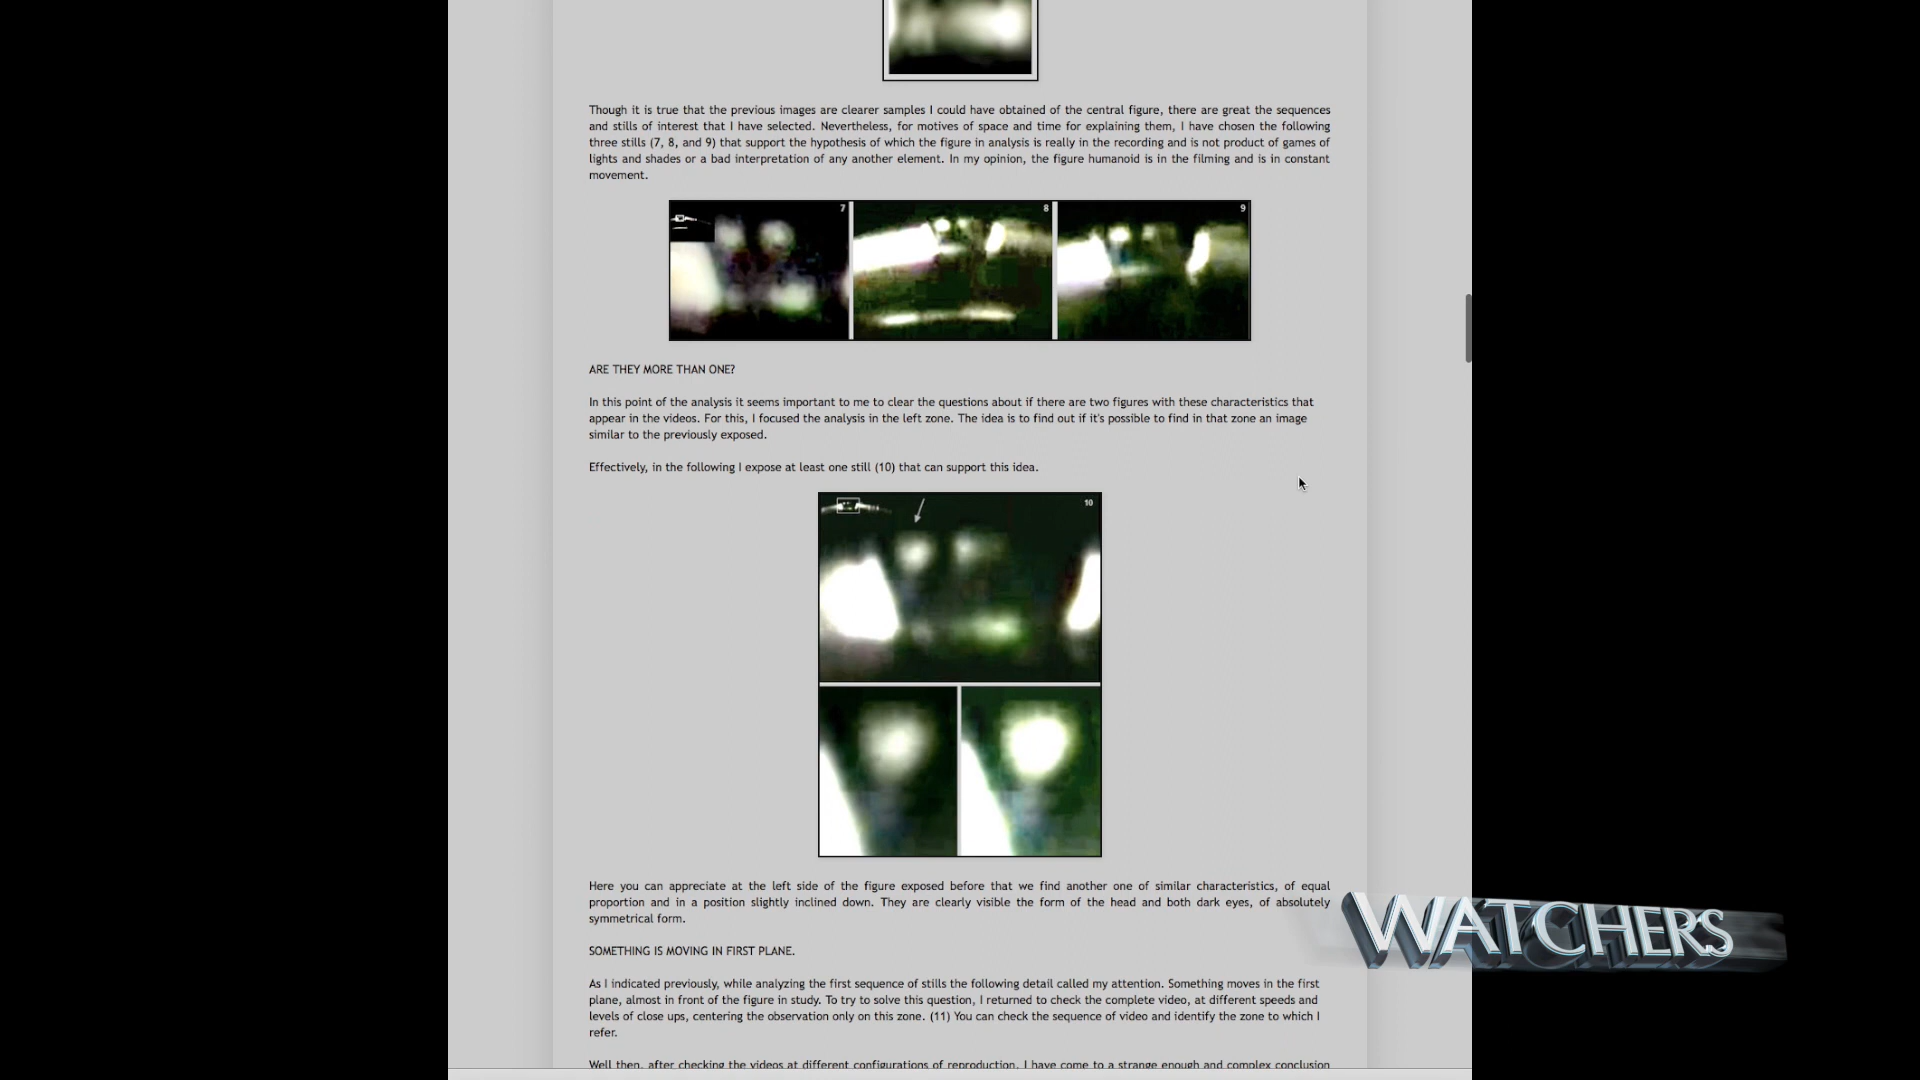 Though it is true that the previous images are clearer samples I could have obtained of the central figure, there are great the sequences
and stills of interest that I have selected. Nevertheless, for motives of space and time for explaining them, I have chosen the following
three stills (7, 8, and 9) that support the hypothesis of which the figure in analysis is really in the recording and is not product of games of
lights and shades or a bad interpretation of any another element. In my opinion, the figure humanoid is in the filming and is in constant
movement.
7
8
9
ARE THEY MORE THAN ONE?
In this point of the analysis it seems important to me to clear the questions about if there are two figures with these characteristics that
appear in the videos. For this, I focused the analysis in the left zone. The idea is to find out if it's possible to find in that zone an image
similar to the previously exposed.
Effectively, in the following I expose at least one still (10) that can support this idea.
10
Here you can appreciate at the left side of the figure exposed before that we find another one of similar characteristics, of equal
proportion and in a position slightly inclined down. They are clearly visible the form of the head and both dark eyes, of absolutely
symmetrical form.
WATCHERS
SOMETHING IS MOVING IN FIRST PLANE.
As I indicated previously, while analyzing the first sequence of stills the following detail called my attention. Something moves in the first
plane, almost in front of the figure in study. To try to solve this question, I returned to check the complete video, at different speeds and
levels of close ups, centering the observation only on this zone. (11) You can check the sequence of video and identify the zone to which I
refer.
Well then, after checking the videos at different configurations of reproduction, I have come to a strange enough and complex conclusion